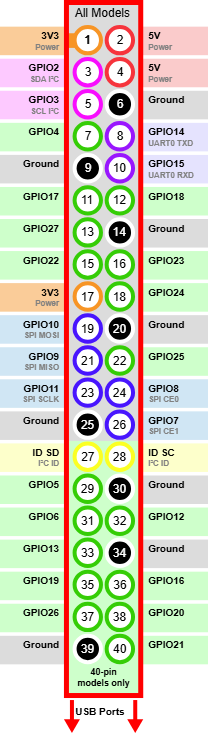 All Models
3V3 1 2 5V
Power Power
GPIO2 3 4 5V
SDA I²C Power
GPIO3 5 6 Ground
SCL I²C
GPIO4 7 8 GPIO14
UART0 TXD
Ground 9 10 GPIO15
UART0 RXD
GPIO17 11 12 GPIO18
GPIO27 13 14 Ground
GPIO22 15 16 GPIO23
3V3 17 18 GPIO24
Power
GPIO10 19 20 Ground
SPI MOSI
GPIO9 21 22 GPIO25
SPI MISO
GPIO11 23 24 GPIO8
SPI SCLK SPI CE0
Ground 25 26 GPIO7
SPI CE1
ID SD 27 28 ID SC
I²C ID I²C ID
GPIO5 29 30 Ground
GPIO6 31 32 GPIO12
GPIO13 33 34 Ground
GPIO19 35 36 GPIO16
GPIO26 37 38 GPIO20
Ground 39 40 GPIO21
40-pin
models only
USB Ports